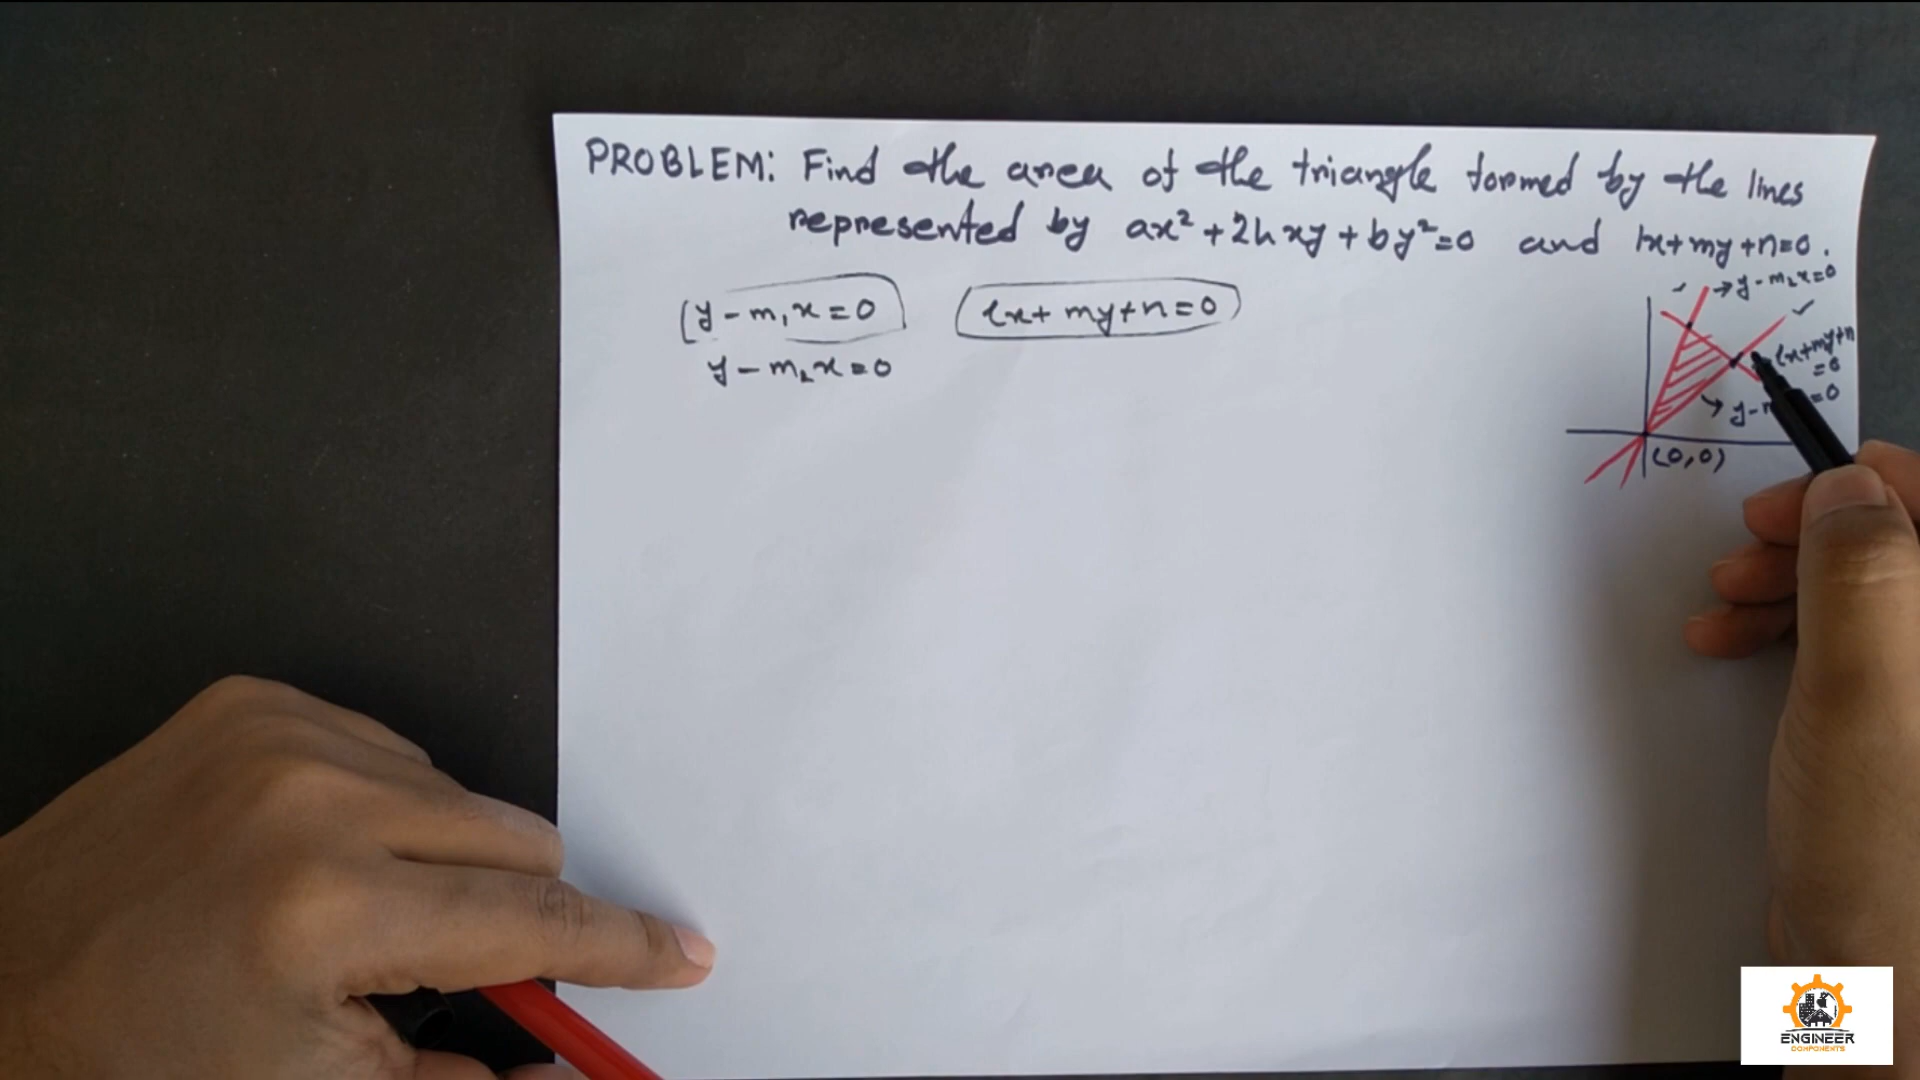 PROBLEM: Find the area of the triangle formed by the lines
represented by ax²+2hxy+by²=0 and lx+my+n=0.
y-m₁x=0 lx+my+n=0
y-m₂x=0
→y-m₂x=0
lx+my+n
=0
→y-m =0
(0,0)
ENGINEER
COMPONENTS